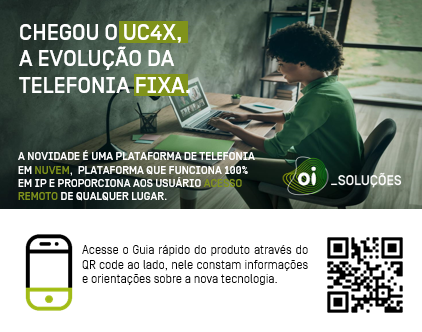 CHEGOU O UC4X,
A EVOLUÇÃO DA
TELEFONIA FIXA.
A NOVIDADE É UMA PLATAFORMA DE TELEFONIA
EM NUVEM, PLATAFORMA QUE FUNCIONA 100%
EM IP E PROPORCIONA AOS USUÁRIO ACESSO
REMOTO DE QUALQUER LUGAR.
oi _SOLUÇÕES
Acesse o Guia rápido do produto através do
QR code ao lado, nele constam informações
e orientações sobre a nova tecnologia.